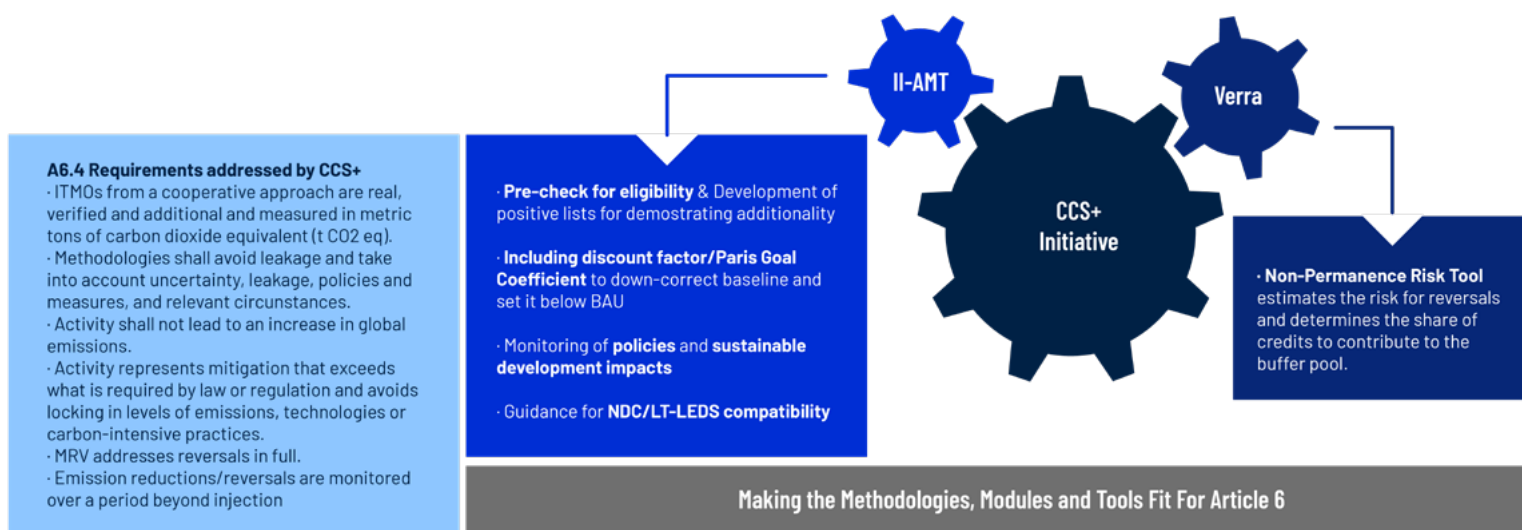 A6.4 Requirements addressed by CCS+
· ITMOs from a cooperative approach are real,
verified and additional and measured in metric
tons of carbon dioxide equivalent (t CO2 eq).
· Methodologies shall avoid leakage and take
into account uncertainty, leakage, policies and
measures, and relevant circumstances.
· Activity shall not lead to an increase in global
emissions.
· Activity represents mitigation that exceeds
what is required by law or regulation and avoids
locking in levels of emissions, technologies or
carbon-intensive practices.
· MRV addresses reversals in full.
· Emission reductions/reversals are monitored
over a period beyond injection
II-AMT
· Pre-check for eligibility & Development of
positive lists for demostrating additionality
· Including discount factor/Paris Goal
Coefficient to down-correct baseline and
set it below BAU
· Monitoring of policies and sustainable
development impacts
· Guidance for NDC/LT-LEDS compatibility
CCS+
Initiative
Verra
· Non-Permanence Risk Tool
estimates the risk for reversals
and determines the share of
credits to contribute to the
buffer pool.
Making the Methodologies, Modules and Tools Fit For Article 6